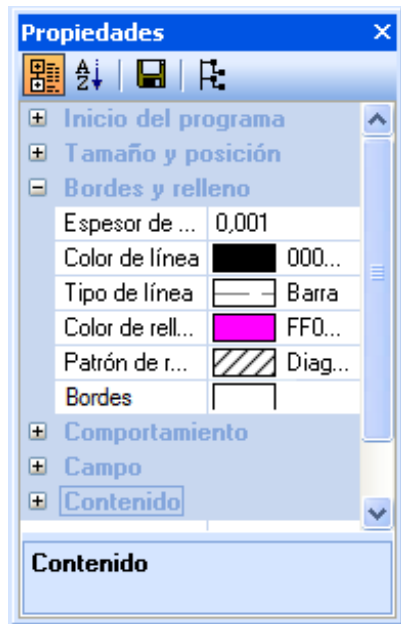 Propiedades
Inicio del programa
Tamaño y posición
Bordes y relleno
Espesor de ... 0,001
Color de línea 000...
Tipo de línea Barra
Color de rell... FF0...
Patrón de r... Diag...
Bordes
Comportamiento
Campo
Contenido
Contenido